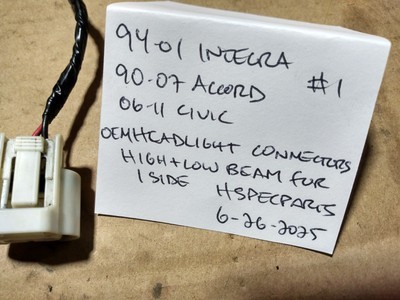 94-01 INTEGRA
90-07 ACCORD #1
06-11 CIVIC
OEM HEADLIGHT CONNECTORS
HIGH+LOW BEAM FOR
1 SIDE HSPECPARTS
6-26-2025